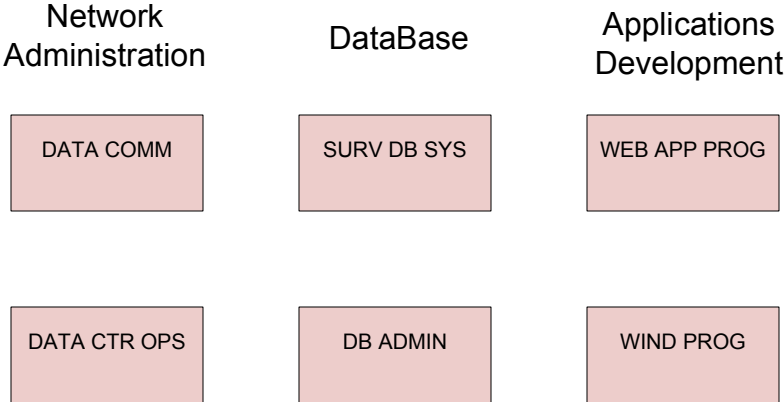 Network
Administration
DataBase
Applications
Development
DATA COMM
SURV DB SYS
WEB APP PROG
DATA CTR OPS
DB ADMIN
WIND PROG